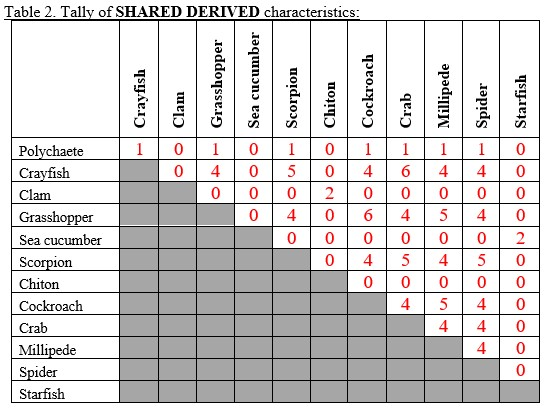 Table 2. Tally of SHARED DERIVED characteristics:
Crayfish Clam Grasshopper Sea cucumber Scorpion Chiton Cockroach Crab Millipede Spider Starfish
Polychaete 1 0 1 0 1 0 1 1 1 1 0
Crayfish 0 4 0 5 0 4 6 4 4 0
Clam 0 0 0 2 0 0 0 0 0
Grasshopper 0 4 0 6 4 5 4 0
Sea cucumber 0 0 0 0 0 0 2
Scorpion 0 4 5 4 5 0
Chiton 0 0 0 0 0
Cockroach 4 5 4 0
Crab 4 4 0
Millipede 4 0
Spider 0
Starfish